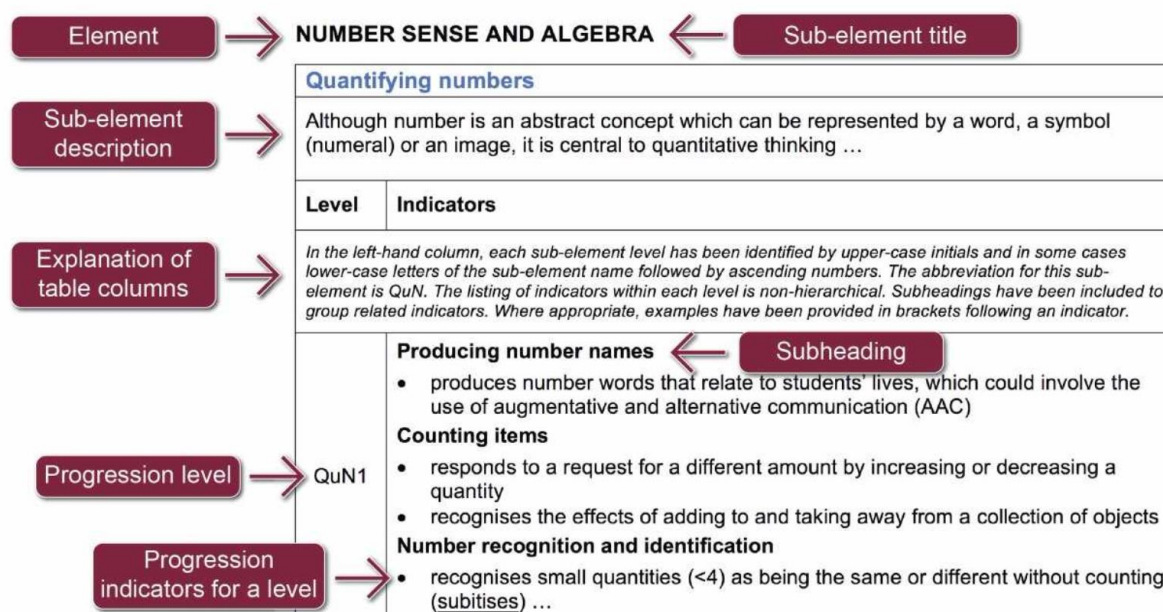 Element
NUMBER SENSE AND ALGEBRA
Sub-element title
Quantifying numbers
Sub-element
description
Although number is an abstract concept which can be represented by a word, a symbol
(numeral) or an image, it is central to quantitative thinking …
Level
Indicators
Explanation of
table columns
In the left-hand column, each sub-element level has been identified by upper-case initials and in some cases
lower-case letters of the sub-element name followed by ascending numbers. The abbreviation for this sub-
element is QuN. The listing of indicators within each level is non-hierarchical. Subheadings have been included to
group related indicators. Where appropriate, examples have been provided in brackets following an indicator.
Producing number names
Subheading
• produces number words that relate to students' lives, which could involve the
use of augmentative and alternative communication (AAC)
Counting items
Progression level
QuN1
• responds to a request for a different amount by increasing or decreasing a
quantity
• recognises the effects of adding to and taking away from a collection of objects
Number recognition and identification
Progression
indicators for a level
• recognises small quantities (<4) as being the same or different without counting
(subitises) …